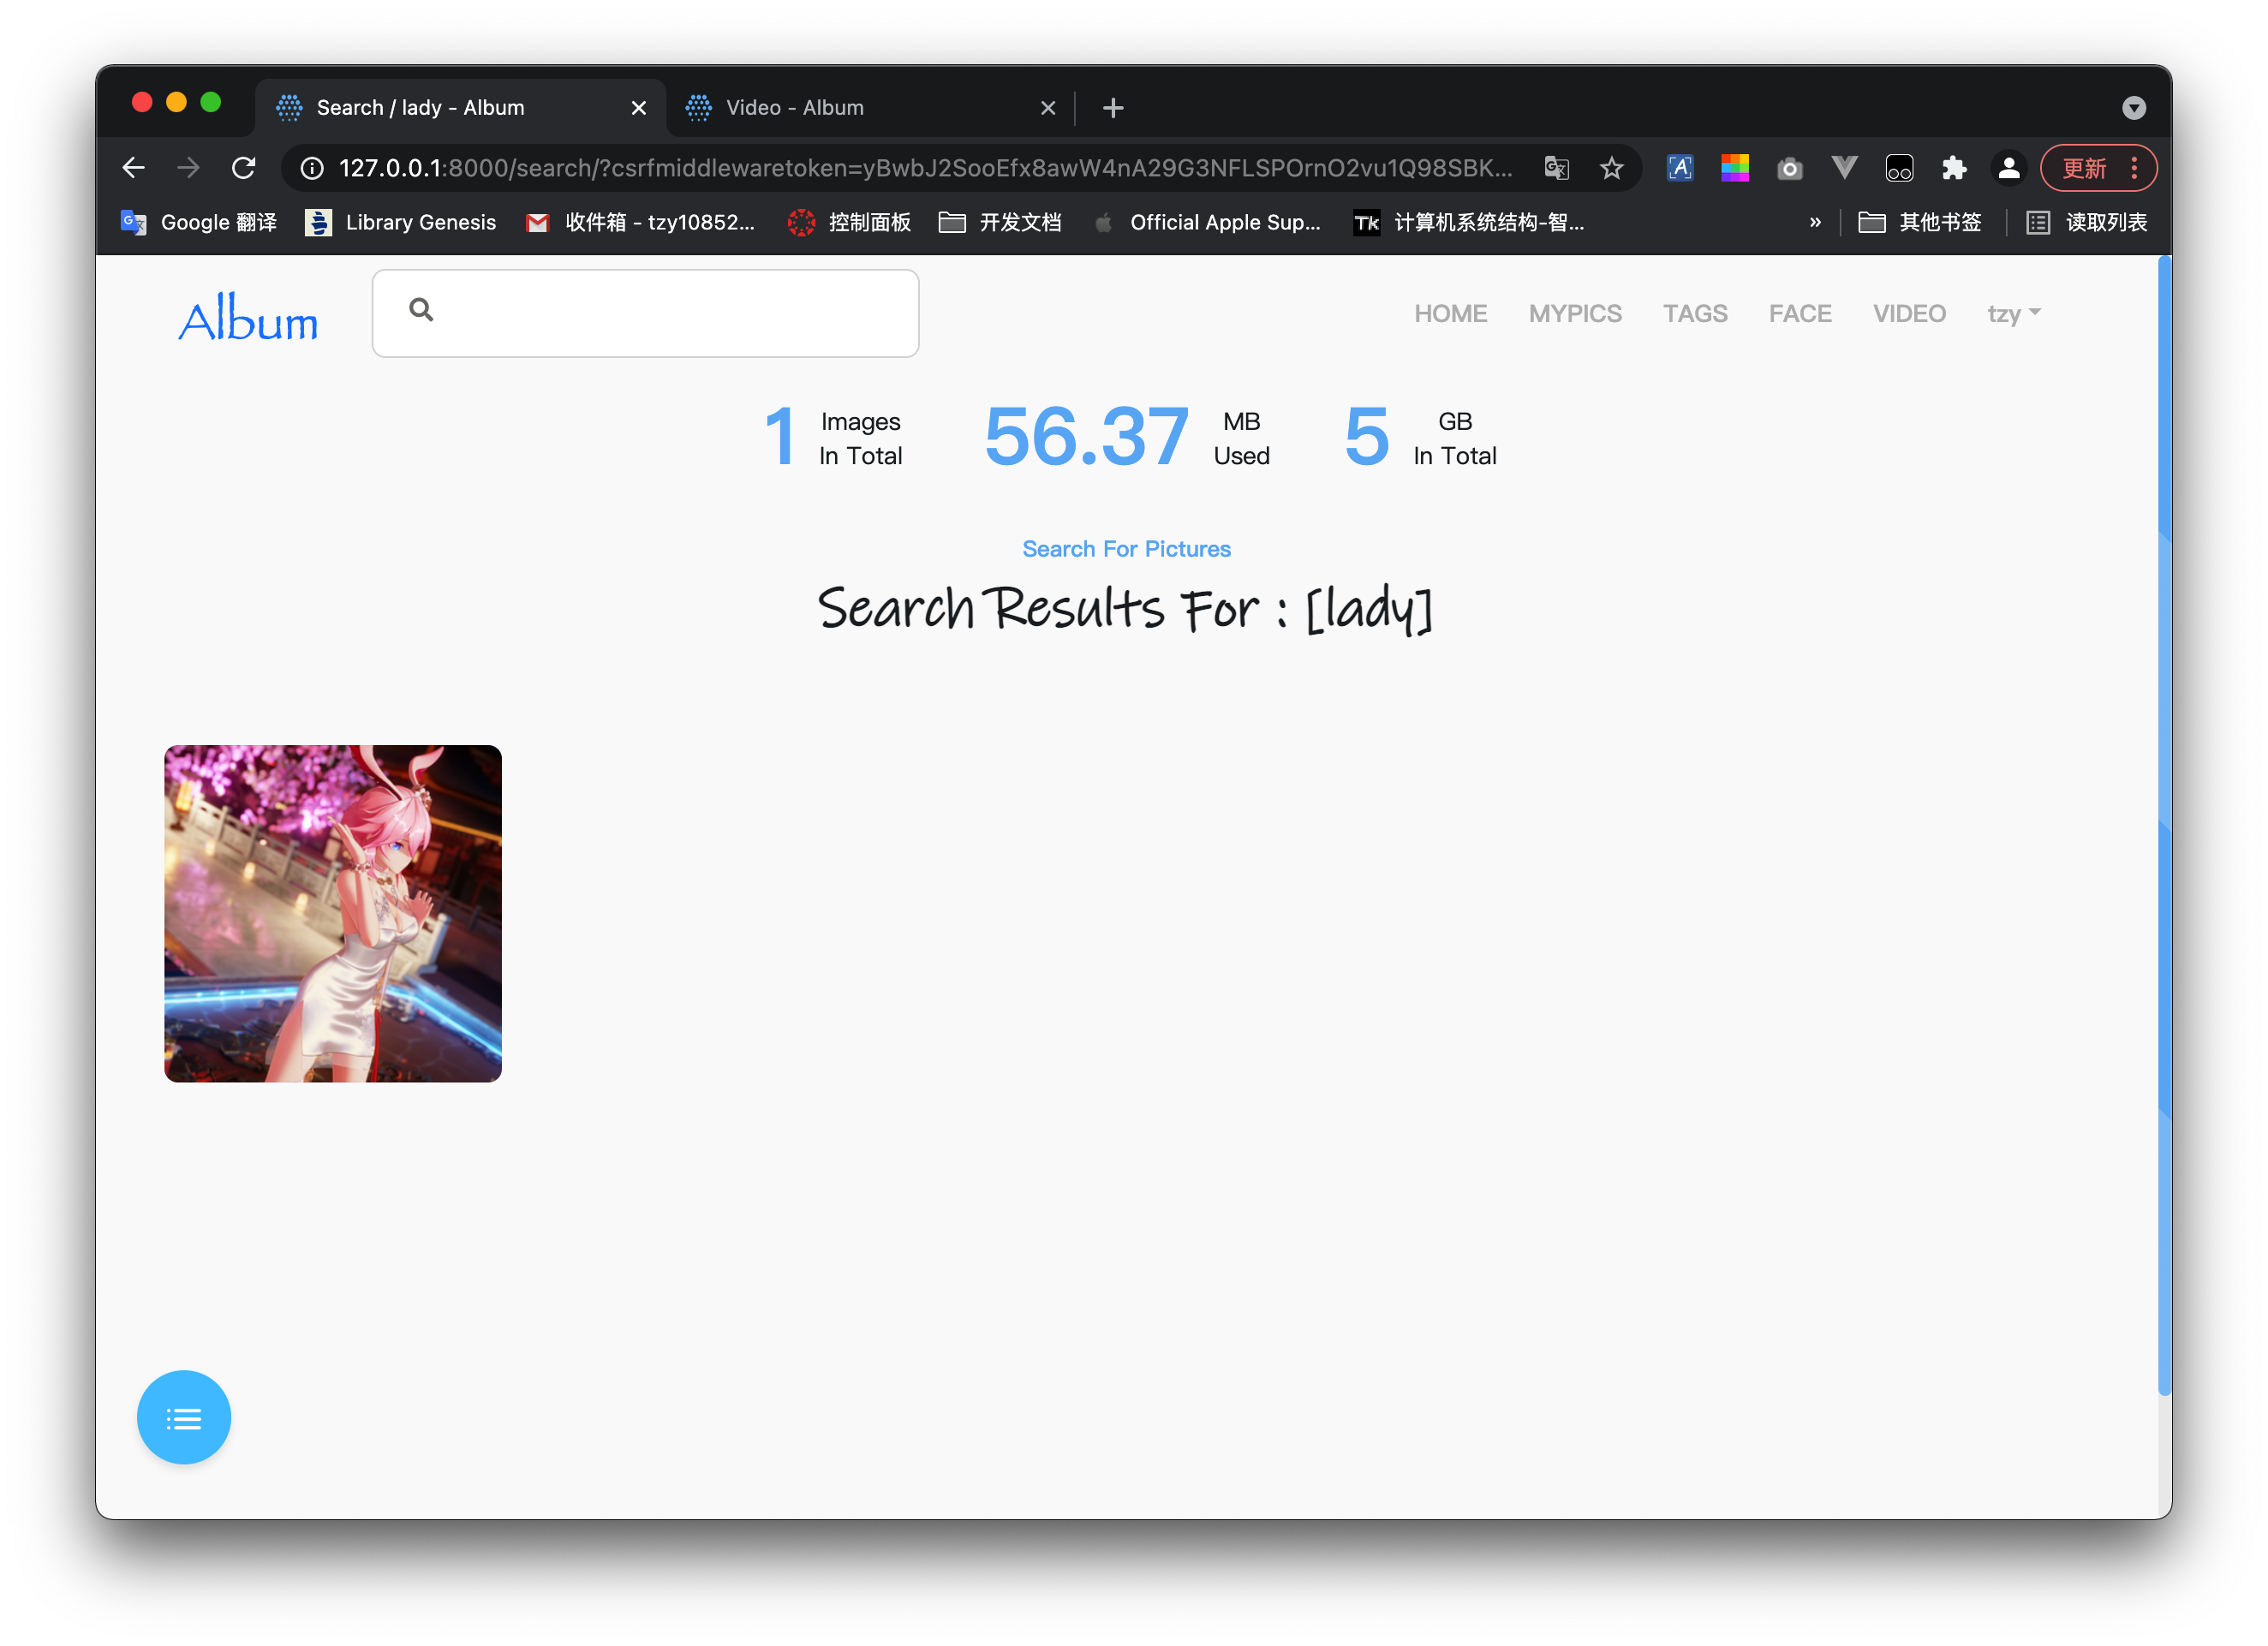 Search / lady - Album
Video - Album
127.0.0.1:8000/search/?csrfmiddlewaretoken=yBwbJ2SooEfx8awW4nA29G3NFLSPOrnO2vu1Q98SBK...
更新
Google 翻译
Library Genesis
收件箱 - tzy10852...
控制面板
开发文档
Official Apple Sup...
Tk
计算机系统结构-智...
»
其他书签
读取列表
Album
HOME
MYPICS
TAGS
FACE
VIDEO
tzy
1 Images In Total
56.37 MB Used
5 GB In Total
Search For Pictures
Search Results For : [lady]